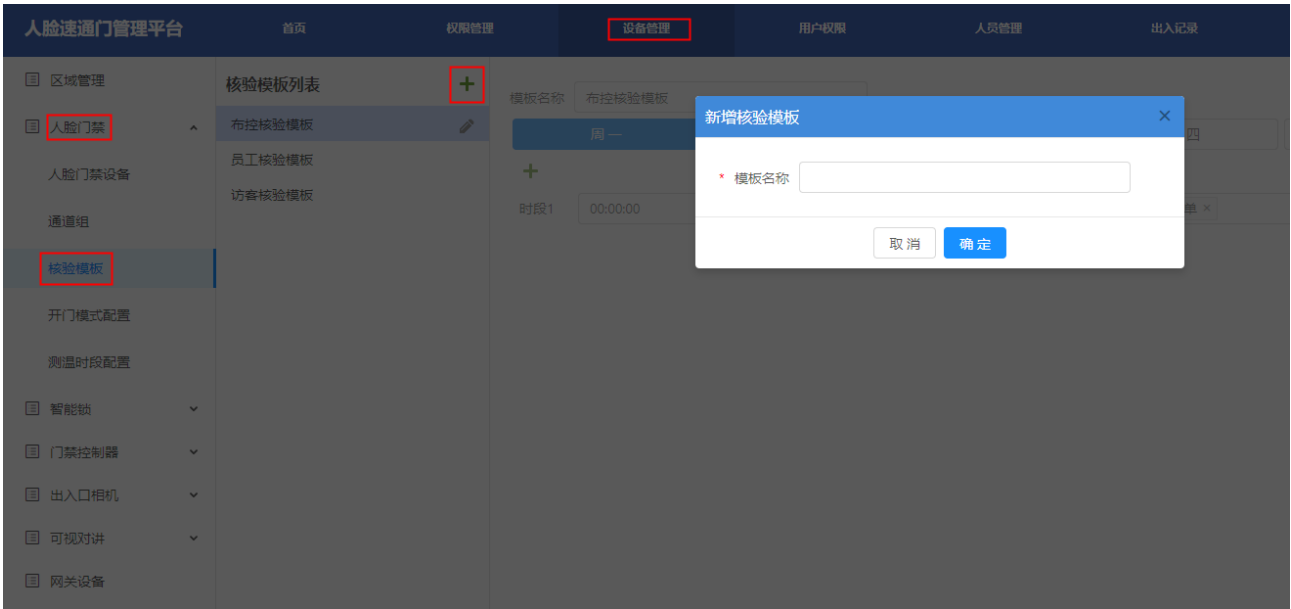 人脸速通门管理平台 首页 权限管理 设备管理 用户权限 人员管理 出入记录
区域管理
人脸门禁
人脸门禁设备
通道组
核验模板
开门模式配置
测温时段配置
智能锁
门禁控制器
出入口相机
可视对讲
网关设备
核验模板列表 +
布控核验模板
员工核验模板
访客核验模板
模板名称 布控核验模板
周一 四
+
时段1 00:00:00 单 ×
新增核验模板 ×
* 模板名称
取消 确定